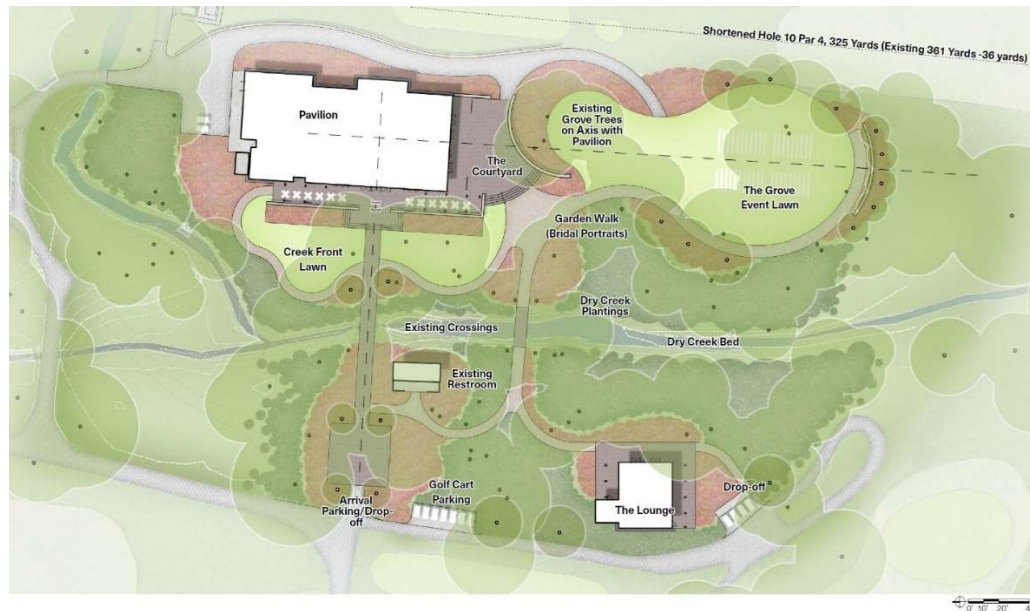 Shortened Hole 10 Par 4, 325 Yards (Existing 361 Yards -36 yards)
Pavilion
Existing
Grove Trees
on Axis with
Pavilion
The
Courtyard
The Grove
Event Lawn
Garden Walk
(Bridal Portraits)
Creek Front
Lawn
Dry Creek
Plantings
Existing Crossings
Dry Creek Bed
Existing
Restroom
Golf Cart
Parking
Drop-off
Arrival
Parking/Drop-
off
The Lounge
0' 10' 20'